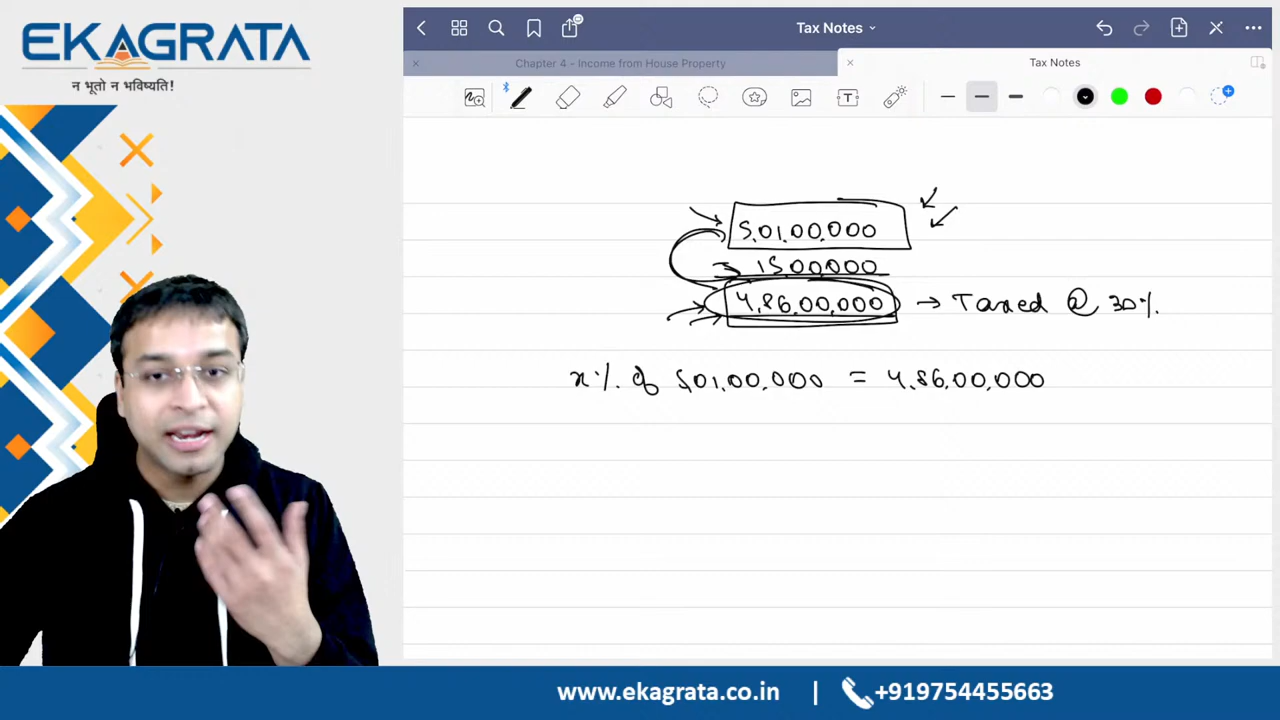 EKAGRATA
न भूतो न भविष्यति!
Tax Notes
Chapter 4 - Income from House Property
Tax Notes
5,01,00,000
15,00,000
4,86,00,000 → Taxed @ 30%.
x% of 5,01,00,000 = 4,86,00,000
www.ekagrata.co.in | +919754455663